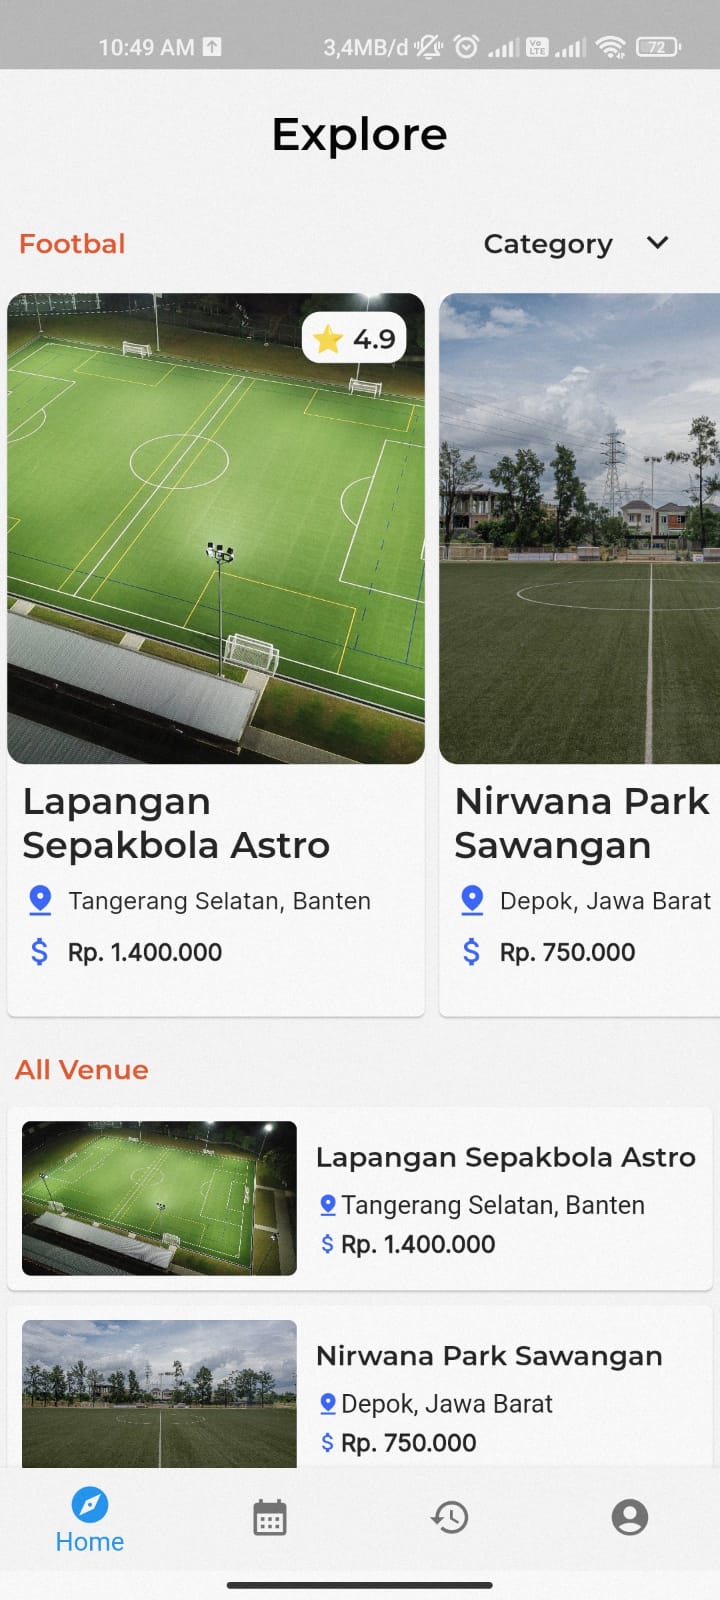 10:49 AM 3,4MB/d Vo LTE 72
Explore
Footbal Category
4.9
Lapangan
Sepakbola Astro
Tangerang Selatan, Banten
$ Rp. 1.400.000
Nirwana Park
Sawangan
Depok, Jawa Barat
$ Rp. 750.000
All Venue
Lapangan Sepakbola Astro
Tangerang Selatan, Banten
$ Rp. 1.400.000
Nirwana Park Sawangan
Depok, Jawa Barat
$ Rp. 750.000
Home